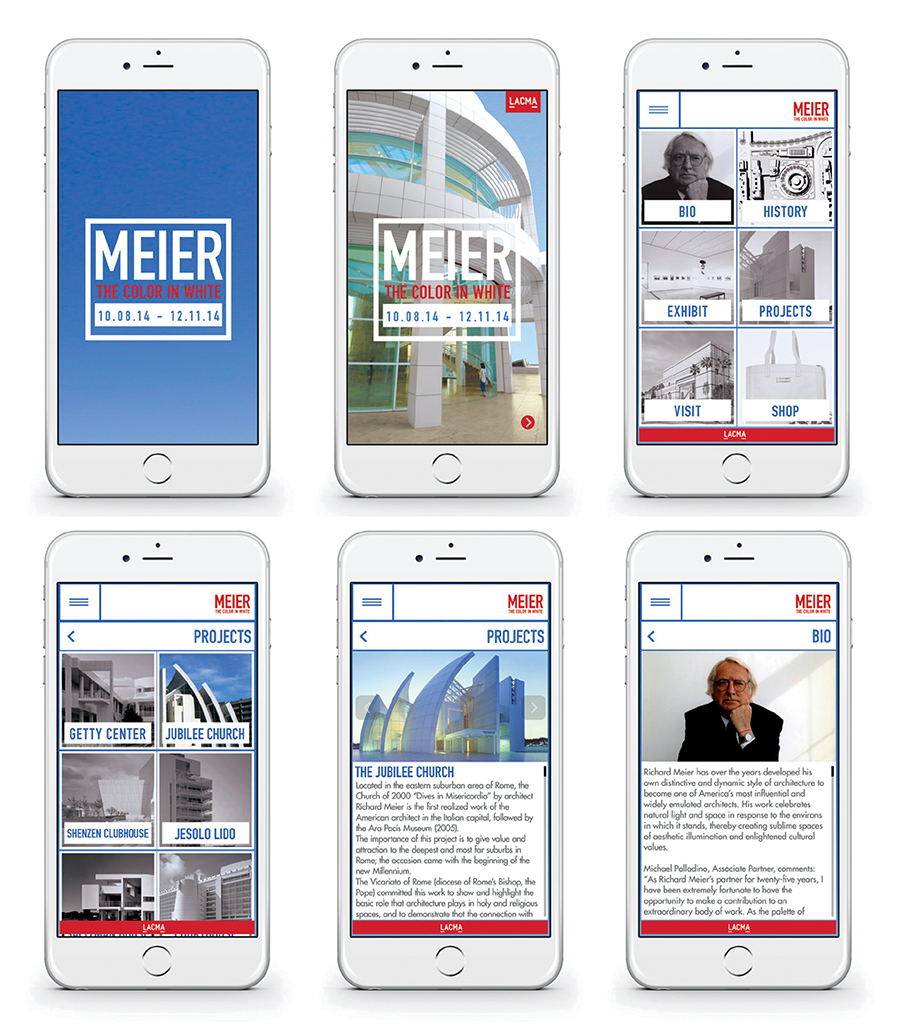 MEIER
THE COLOR IN WHITE
10.08.14 - 12.11.14
LACMA
MEIER
THE COLOR IN WHITE
10.08.14 - 12.11.14
MEIER
THE COLOR IN WHITE
BIO
HISTORY
EXHIBIT
PROJECTS
VISIT
SHOP
LACMA
MEIER
THE COLOR IN WHITE
PROJECTS
GETTY CENTER
JUBILEE CHURCH
SHENZEN CLUBHOUSE
JESOLO LIDO
LACMA
MEIER
THE COLOR IN WHITE
PROJECTS
THE JUBILEE CHURCH
Located in the eastern suburban area of Rome, the
Church of 2000 “Dives in Misericordia” by architect
Richard Meier is the first realized work of the
American architect in the Italian capital, followed by
the Ara Pacis Museum (2005).
The importance of this project is to give value and
attraction to the deepest and most far suburbs in
Rome; the occasion came with the beginning of the
new Millennium.
The Vicariato of Rome (diocese of Rome’s Bishop, the
Pope) committed this work to show and highlight the
basic role that architecture plays in holy and religious
spaces, and to demonstrate that the connection with
LACMA
MEIER
THE COLOR IN WHITE
BIO
Richard Meier has over the years developed his
own distinctive and dynamic style of architecture to
become one of America’s most influential and
widely emulated architects. His work celebrates
natural light and space in response to the environs
in which it stands, thereby creating sublime spaces
of aesthetic illumination and enlightened cultural
values.
Michael Palladino, Associate Partner, comments:
“As Richard Meier’s partner for twenty-five years, I
have been extremely fortunate to have the
opportunity to make a contribution to an
extraordinary body of work. As the palette of
LACMA